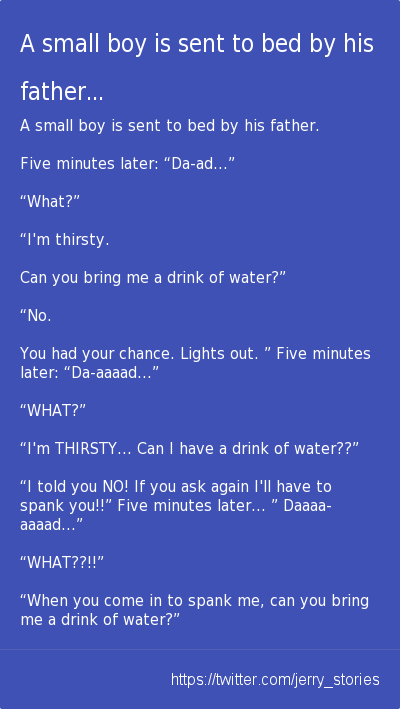 A small boy is sent to bed by his
father...
A small boy is sent to bed by his father.
Five minutes later: “Da-ad…”
“What?”
“I'm thirsty.
Can you bring me a drink of water?”
“No.
You had your chance. Lights out. ” Five minutes
later: “Da-aaaad…”
“WHAT?”
“I'm THIRSTY… Can I have a drink of water??”
“I told you NO! If you ask again I'll have to
spank you!!” Five minutes later… ” Daaaa-
aaaad…”
“WHAT??!!”
“When you come in to spank me, can you bring
me a drink of water?”
https://twitter.com/jerry_stories